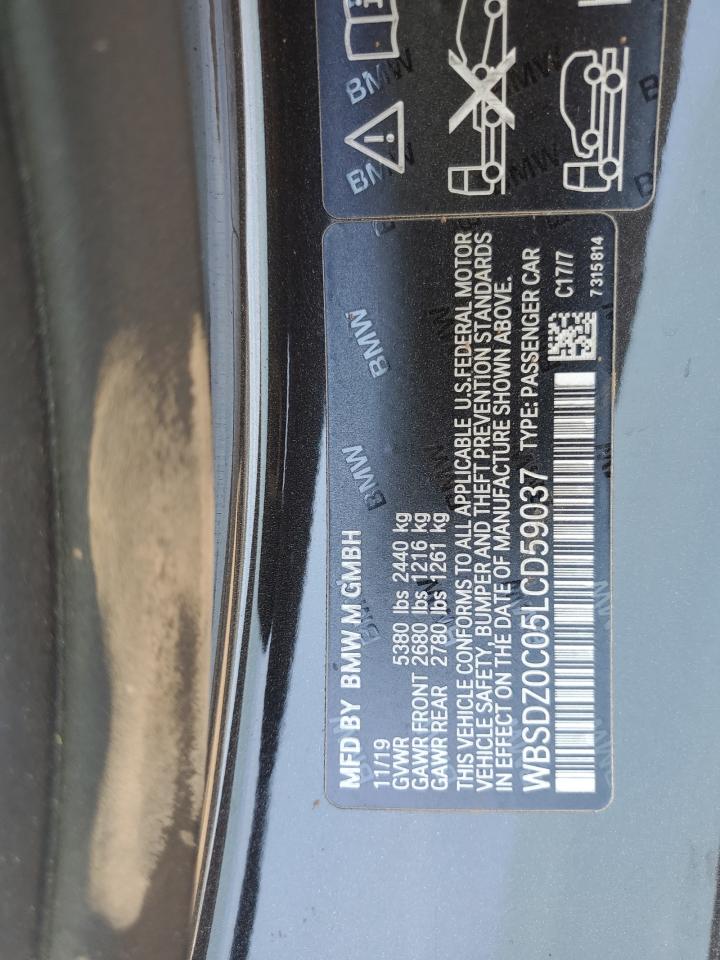 MFD BY BMW M GMBH
11/19
GVWR 5380 lbs 2440 kg
GAWR FRONT 2680 lbs 1216 kg
GAWR REAR 2780 lbs 1261 kg
THIS VEHICLE CONFORMS TO ALL APPLICABLE U.S.FEDERAL MOTOR
VEHICLE SAFETY, BUMPER AND THEFT PREVENTION STANDARDS
IN EFFECT ON THE DATE OF MANUFACTURE SHOWN ABOVE.
WBSDZ0C05LCD59037 TYPE: PASSENGER CAR
C17/7
7315814
BMW
BMW
BMW
BMW
BMW
BMW